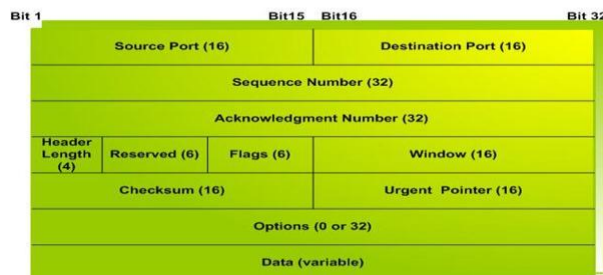 Bit 1 Bit15 Bit16 Bit 32
Source Port (16) Destination Port (16)
Sequence Number (32)
Acknowledgment Number (32)
Header Length (4) Reserved (6) Flags (6) Window (16)
Checksum (16) Urgent Pointer (16)
Options (0 or 32)
Data (variable)